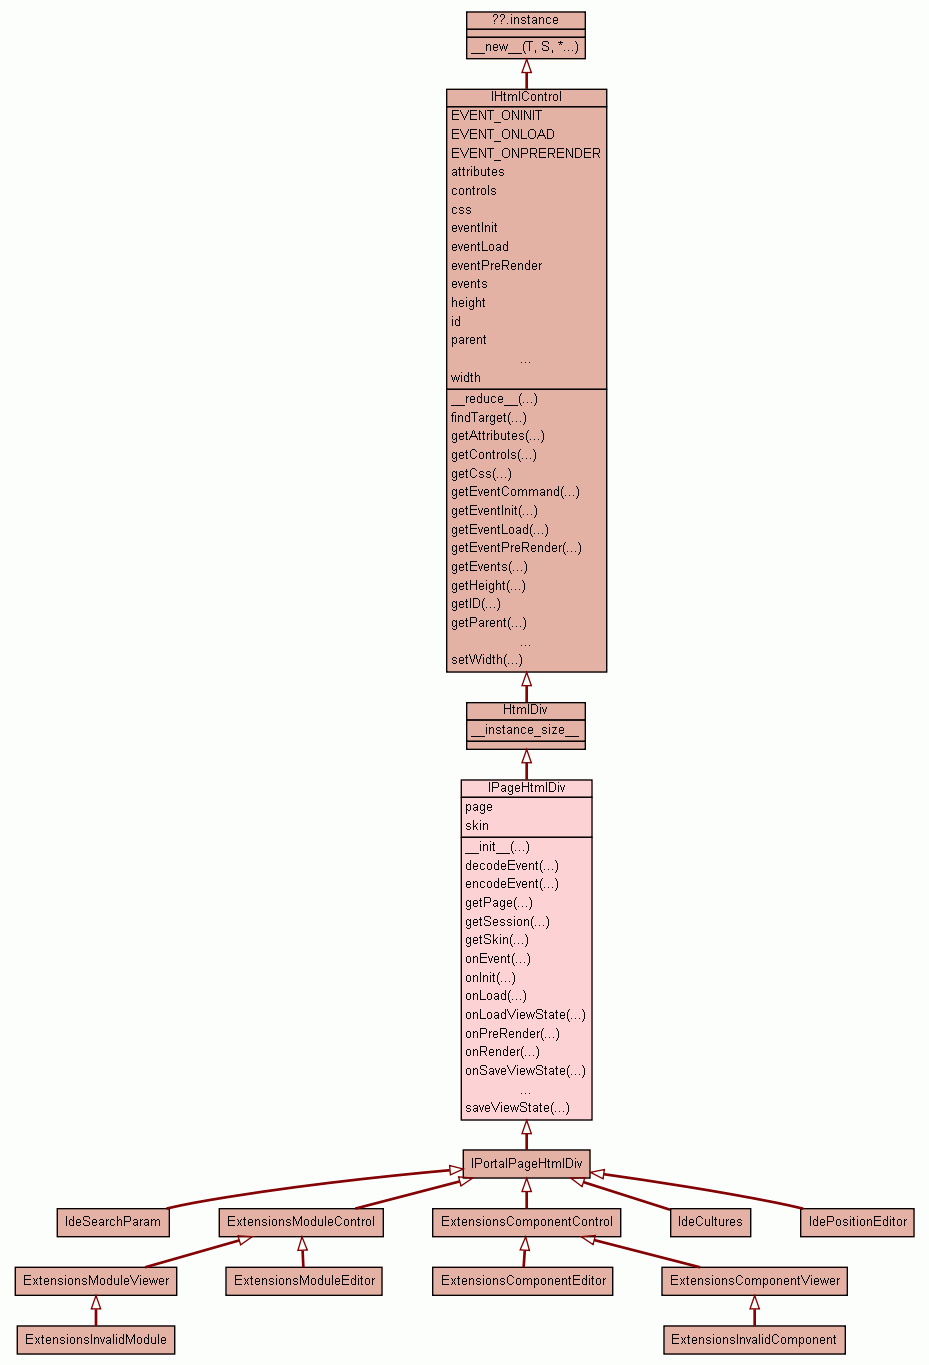 ??.instance
__new__(T, S, *...)
IHtmlControl
EVENT_ONINIT
EVENT_ONLOAD
EVENT_ONPRERENDER
attributes
controls
css
eventInit
eventLoad
eventPreRender
events
height
id
parent
...
width
__reduce__(...)
findTarget(...)
getAttributes(...)
getControls(...)
getCss(...)
getEventCommand(...)
getEventInit(...)
getEventLoad(...)
getEventPreRender(...)
getEvents(...)
getHeight(...)
getID(...)
getParent(...)
...
setWidth(...)
HtmlDiv
__instance_size__
IPageHtmlDiv
page
skin
__init__(...)
decodeEvent(...)
encodeEvent(...)
getPage(...)
getSession(...)
getSkin(...)
onEvent(...)
onInit(...)
onLoad(...)
onLoadViewState(...)
onPreRender(...)
onRender(...)
onSaveViewState(...)
...
saveViewState(...)
IPortalPageHtmlDiv
IdeSearchParam
ExtensionsModuleControl
ExtensionsComponentControl
IdeCultures
IdePositionEditor
ExtensionsModuleViewer
ExtensionsModuleEditor
ExtensionsComponentEditor
ExtensionsComponentViewer
ExtensionsInvalidModule
ExtensionsInvalidComponent